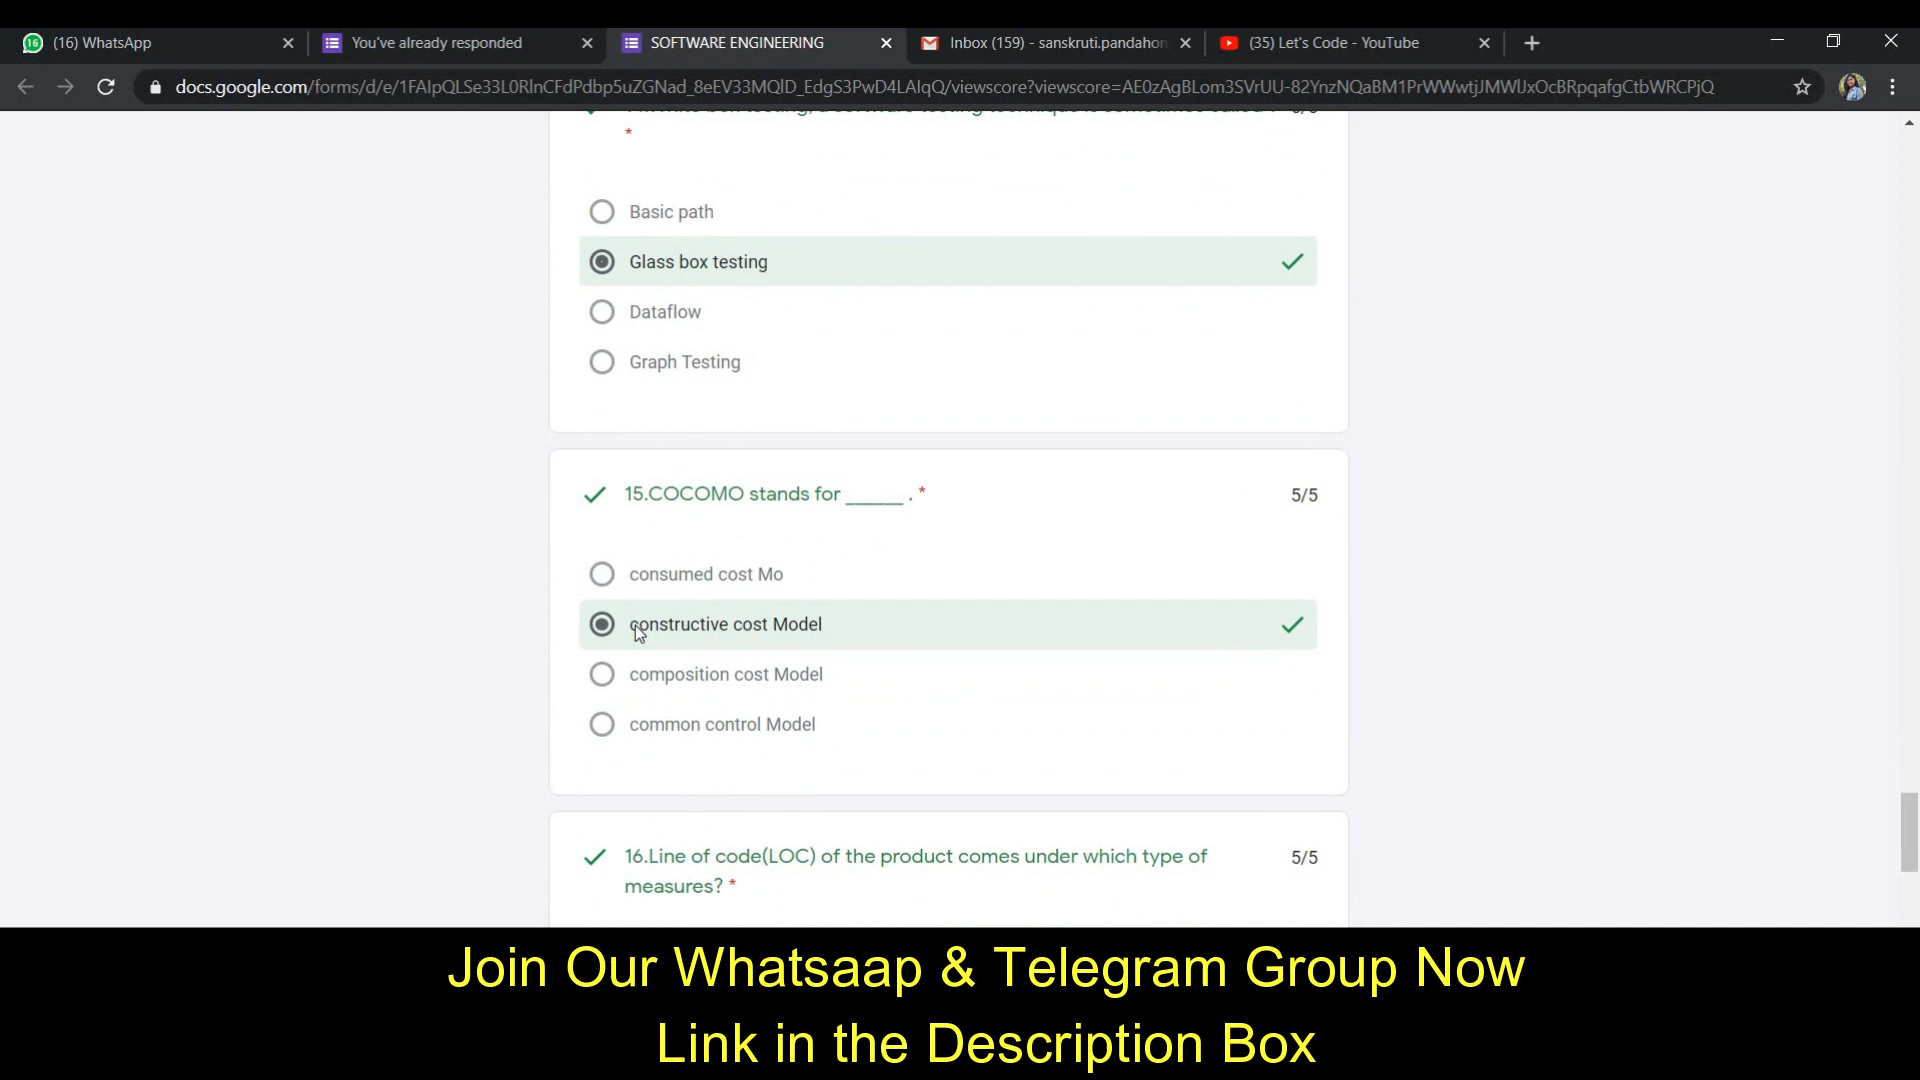 (16) WhatsApp
You've already responded
SOFTWARE ENGINEERING
Inbox (159) - sanskruti.pandahon
(35) Let's Code - YouTube
docs.google.com/forms/d/e/1FAIpQLSe33L0RlnCFdPdbp5uZGNad_8eEV33MQlD_EdgS3PwD4LAIqQ/viewscore?viewscore=AE0zAgBLom3SVrUU-82YnzNQaBM1PrWWwtjJMWlJxOcBRpqafgCtbWRCPjQ
*
Basic path
Glass box testing
Dataflow
Graph Testing
15.COCOMO stands for ______ . *
5/5
consumed cost Mo
constructive cost Model
composition cost Model
common control Model
16.Line of code(LOC) of the product comes under which type of
measures? *
5/5
Join Our Whatsaap & Telegram Group Now
Link in the Description Box